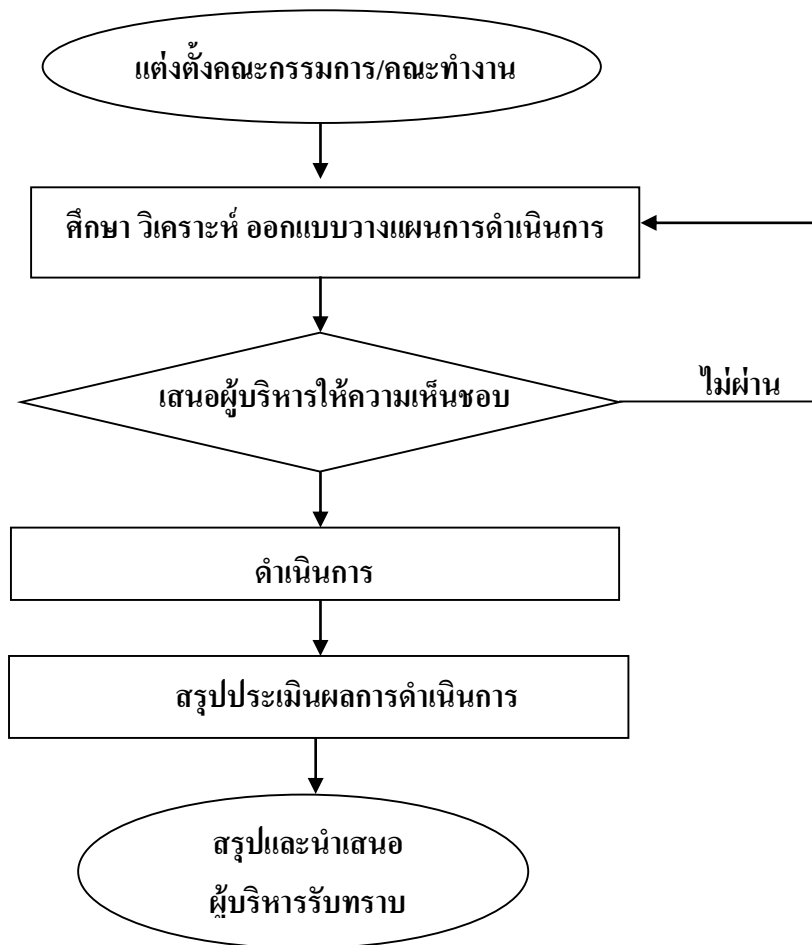 แต่งตั้งคณะกรรมการ/คณะทำงาน
ศึกษา วิเคราะห์ ออกแบบวางแผนการดำเนินการ
เสนอผู้บริหารให้ความเห็นชอบ
ไม่ผ่าน
ดำเนินการ
สรุปประเมินผลการดำเนินการ
สรุปและนำเสนอ
ผู้บริหารรับทราบ